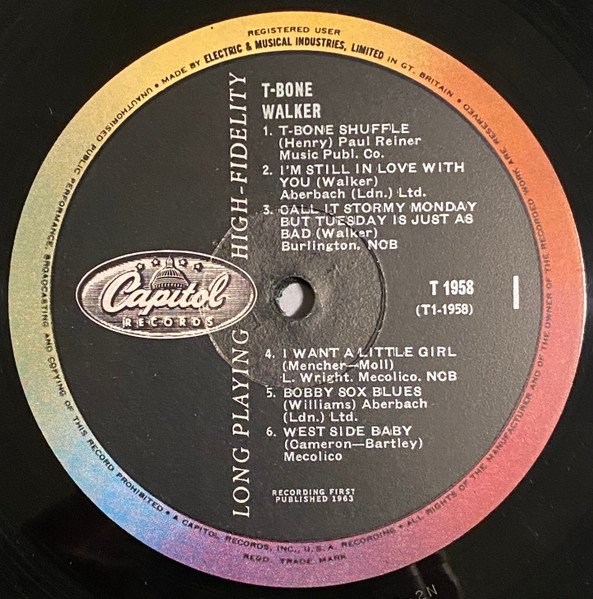 REGISTERED USER
UNAUTHORISED PUBLIC PERFORMANCE, BROADCASTING AND COPYING OF THIS RECORD PROHIBITED • A CAPITOL RECORDS, INC., U.S.A. RECORDING • ALL RIGHTS OF THE MANUFACTURER AND OF THE OWNER OF THE RECORDED WORK ARE RESERVED • MADE BY ELECTRIC & MUSICAL INDUSTRIES, LIMITED IN GT. BRITAIN •
REGD. TRADE MARK
LONG PLAYING HIGH-FIDELITY
T-BONE
WALKER
1. T-BONE SHUFFLE
(Henry) Paul Reiner
Music Publ. Co.
2. I'M STILL IN LOVE WITH
YOU (Walker)
Aberbach (Ldn.) Ltd.
3. CALL IT STORMY MONDAY
BUT TUESDAY IS JUST AS
BAD (Walker)
Burlington. NCB
Capitol
RECORDS
T 1958
(T1-1958)
1
4. I WANT A LITTLE GIRL
(Mencher—Moll)
L. Wright. Mecolico. NCB
5. BOBBY SOX BLUES
(Williams) Aberbach
(Ldn.) Ltd.
6. WEST SIDE BABY
(Cameron—Bartley)
Mecolico
RECORDING FIRST
PUBLISHED 1963
2N